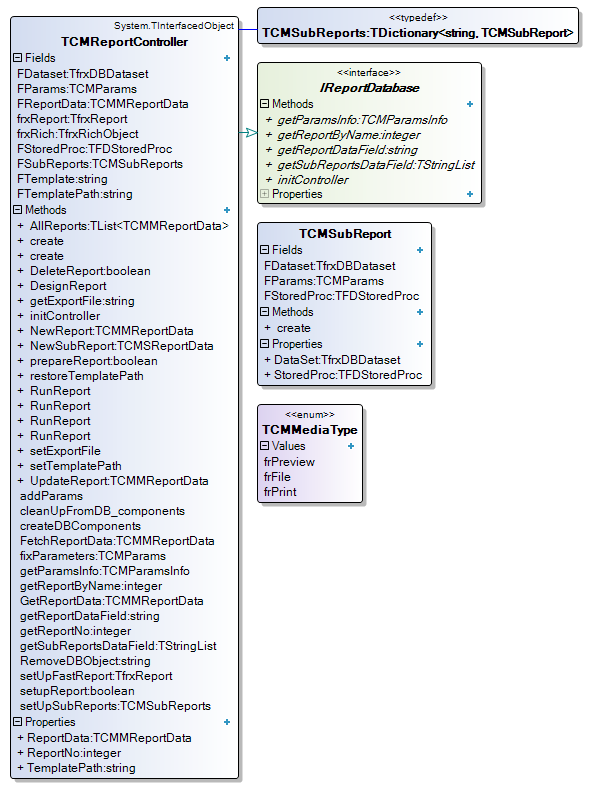 System.TInterfacedObject
TCMReportController
Fields
FDataset:TfrxDBDataset
FParams:TCMParams
FReportData:TCMMReportData
frxReport:TfrxReport
frxRich:TfrxRichObject
FStoredProc:TFDStoredProc
FSubReports:TCMSubReports
FTemplate:string
FTemplatePath:string
Methods
+ AllReports:TList<TCMMReportData>
+ create
+ create
+ DeleteReport:boolean
+ DesignReport
+ getExportFile:string
+ initController
+ NewReport:TCMMReportData
+ NewSubReport:TCMSReportData
+ prepareReport:boolean
+ restoreTemplatePath
+ RunReport
+ RunReport
+ RunReport
+ RunReport
+ setExportFile
+ setTemplatePath
+ UpdateReport:TCMMReportData
addParams
cleanUpFromDB_components
createDBComponents
FetchReportData:TCMMReportData
fixParameters:TCMParams
getParamsInfo:TCMParamsInfo
getReportByName:integer
GetReportData:TCMMReportData
getReportDataField:string
getReportNo:integer
getSubReportsDataField:TStringList
RemoveDBObject:string
setUpFastReport:TfrxReport
setupReport:boolean
setUpSubReports:TCMSubReports
Properties
+ ReportData:TCMMReportData
+ ReportNo:integer
+ TemplatePath:string
<<typedef>>
TCMSubReports:TDictionary<string, TCMSubReport>
<<interface>>
IReportDatabase
Methods
+ getParamsInfo:TCMParamsInfo
+ getReportByName:integer
+ getReportDataField:string
+ getSubReportsDataField:TStringList
+ initController
Properties
TCMSubReport
Fields
FDataset:TfrxDBDataset
FParams:TCMParams
FStoredProc:TFDStoredProc
Methods
+ create
Properties
+ DataSet:TfrxDBDataset
+ StoredProc:TFDStoredProc
<<enum>>
TCMMediaType
Values
frPreview
frFile
frPrint